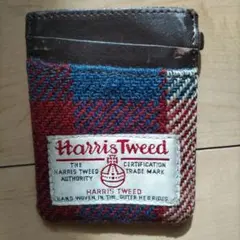 Harris Tweed
THE CERTIFICATION
HARRIS TWEED TRADE MARK
AUTHORITY
HARRIS TWEED
HAND WOVEN IN THE OUTER HEBRIDES